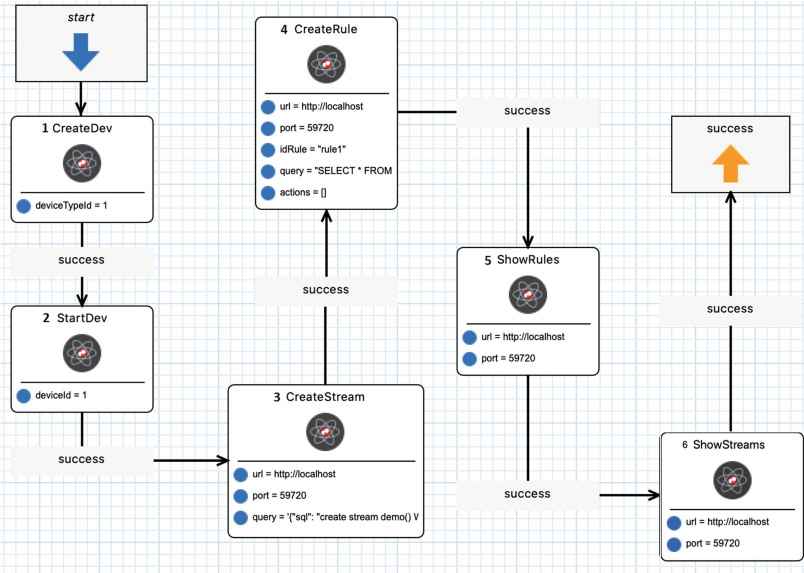 start
1 CreateDev
deviceTypeId = 1
success
2 StartDev
deviceId = 1
success
3 CreateStream
url = http://localhost
port = 59720
query = '{"sql": "create stream demo() W
success
4 CreateRule
url = http://localhost
port = 59720
idRule = "rule1"
query = "SELECT * FROM
actions = []
success
5 ShowRules
url = http://localhost
port = 59720
success
6 ShowStreams
url = http://localhost
port = 59720
success
success